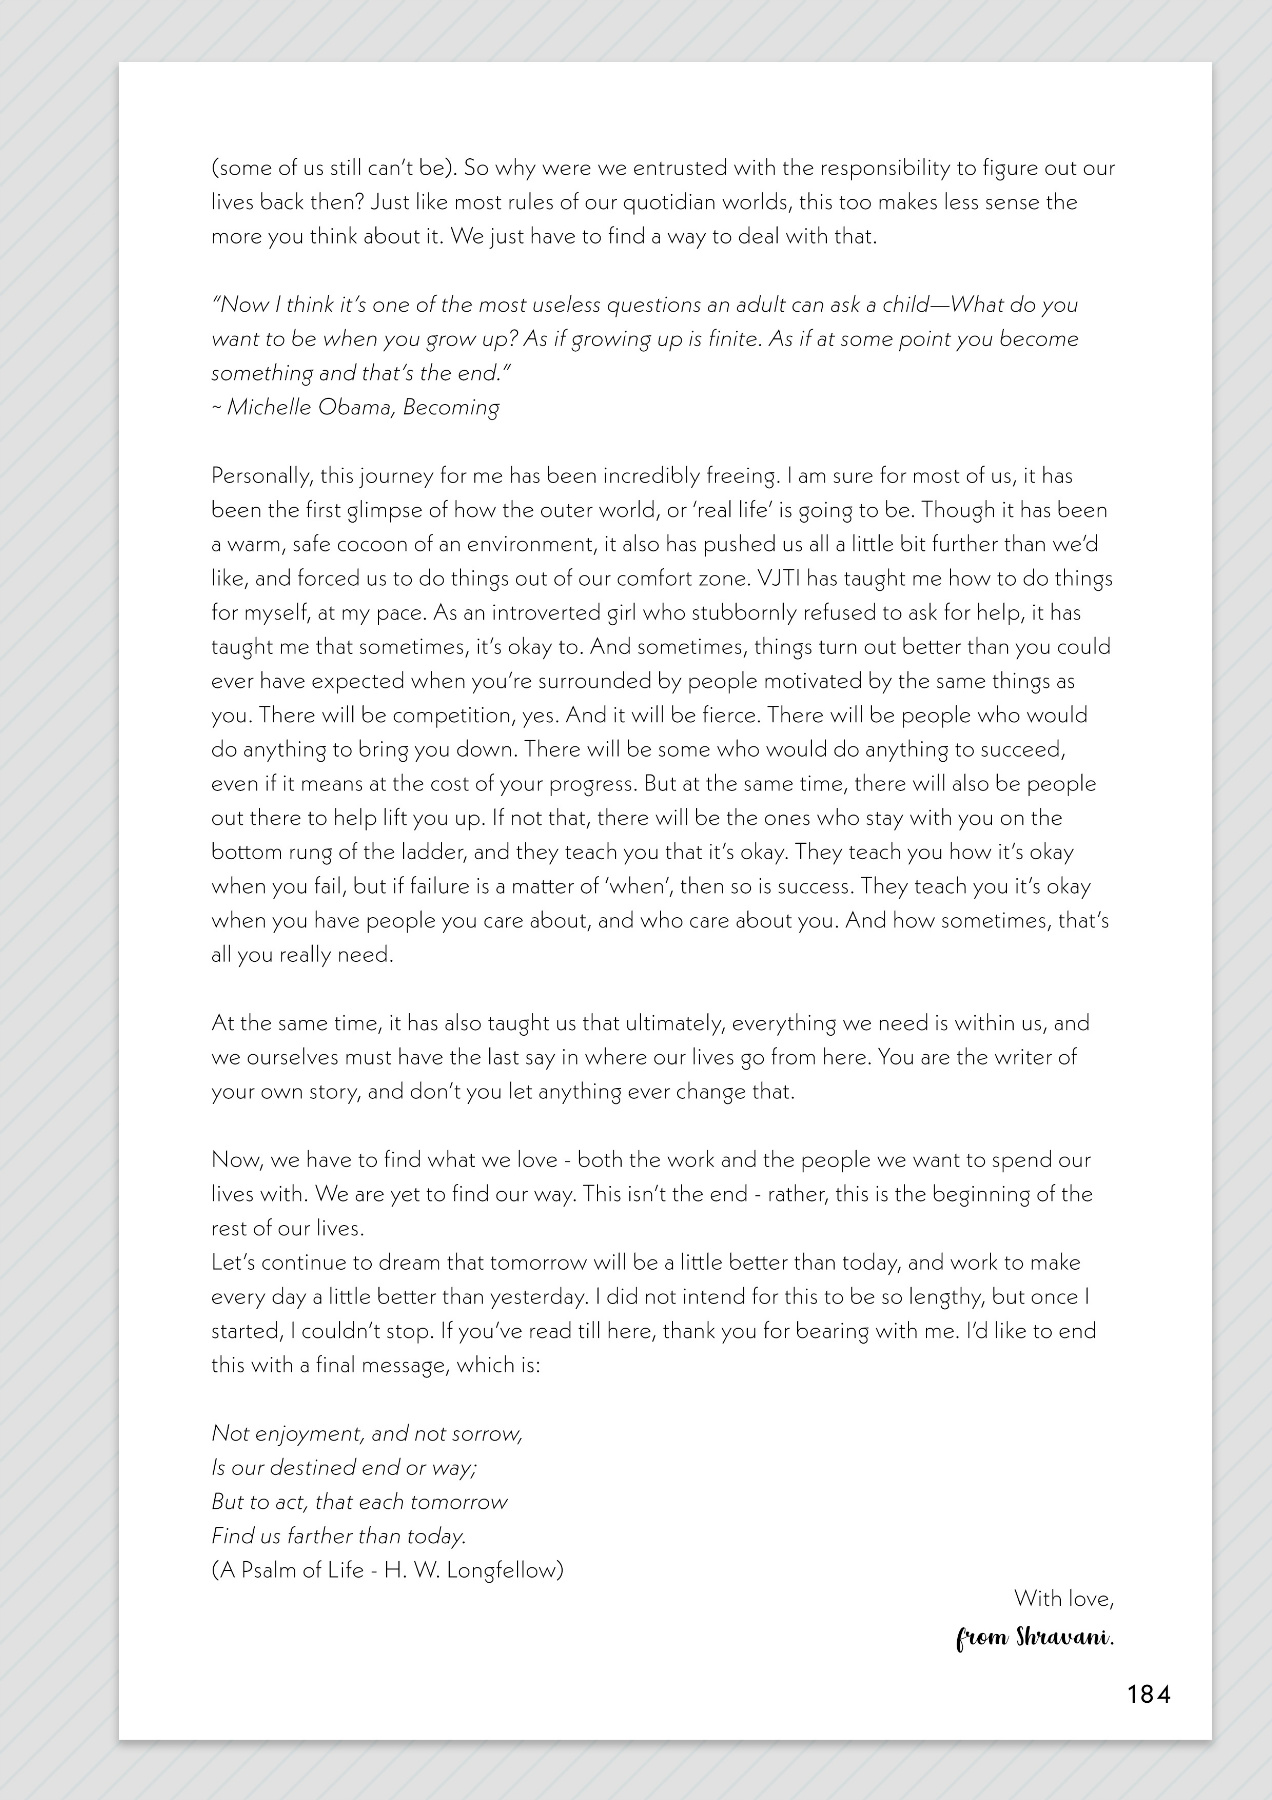 (some of us still can’t be). So why were we entrusted with the responsibility to figure out our
lives back then? Just like most rules of our quotidian worlds, this too makes less sense the
more you think about it. We just have to find a way to deal with that.
“Now I think it’s one of the most useless questions an adult can ask a child—What do you
want to be when you grow up? As if growing up is finite. As if at some point you become
something and that’s the end.”
~ Michelle Obama, Becoming
Personally, this journey for me has been incredibly freeing. I am sure for most of us, it has
been the first glimpse of how the outer world, or ‘real life’ is going to be. Though it has been
a warm, safe cocoon of an environment, it also has pushed us all a little bit further than we’d
like, and forced us to do things out of our comfort zone. VJTI has taught me how to do things
for myself, at my pace. As an introverted girl who stubbornly refused to ask for help, it has
taught me that sometimes, it’s okay to. And sometimes, things turn out better than you could
ever have expected when you’re surrounded by people motivated by the same things as
you. There will be competition, yes. And it will be fierce. There will be people who would
do anything to bring you down. There will be some who would do anything to succeed,
even if it means at the cost of your progress. But at the same time, there will also be people
out there to help lift you up. If not that, there will be the ones who stay with you on the
bottom rung of the ladder, and they teach you that it’s okay. They teach you how it’s okay
when you fail, but if failure is a matter of ‘when’, then so is success. They teach you it’s okay
when you have people you care about, and who care about you. And how sometimes, that’s
all you really need.
At the same time, it has also taught us that ultimately, everything we need is within us, and
we ourselves must have the last say in where our lives go from here. You are the writer of
your own story, and don’t you let anything ever change that.
Now, we have to find what we love - both the work and the people we want to spend our
lives with. We are yet to find our way. This isn’t the end - rather, this is the beginning of the
rest of our lives.
Let’s continue to dream that tomorrow will be a little better than today, and work to make
every day a little better than yesterday. I did not intend for this to be so lengthy, but once I
started, I couldn’t stop. If you’ve read till here, thank you for bearing with me. I’d like to end
this with a final message, which is:
Not enjoyment, and not sorrow,
Is our destined end or way;
But to act, that each tomorrow
Find us farther than today.
(A Psalm of Life - H. W. Longfellow)
With love,
from Shravani.
184